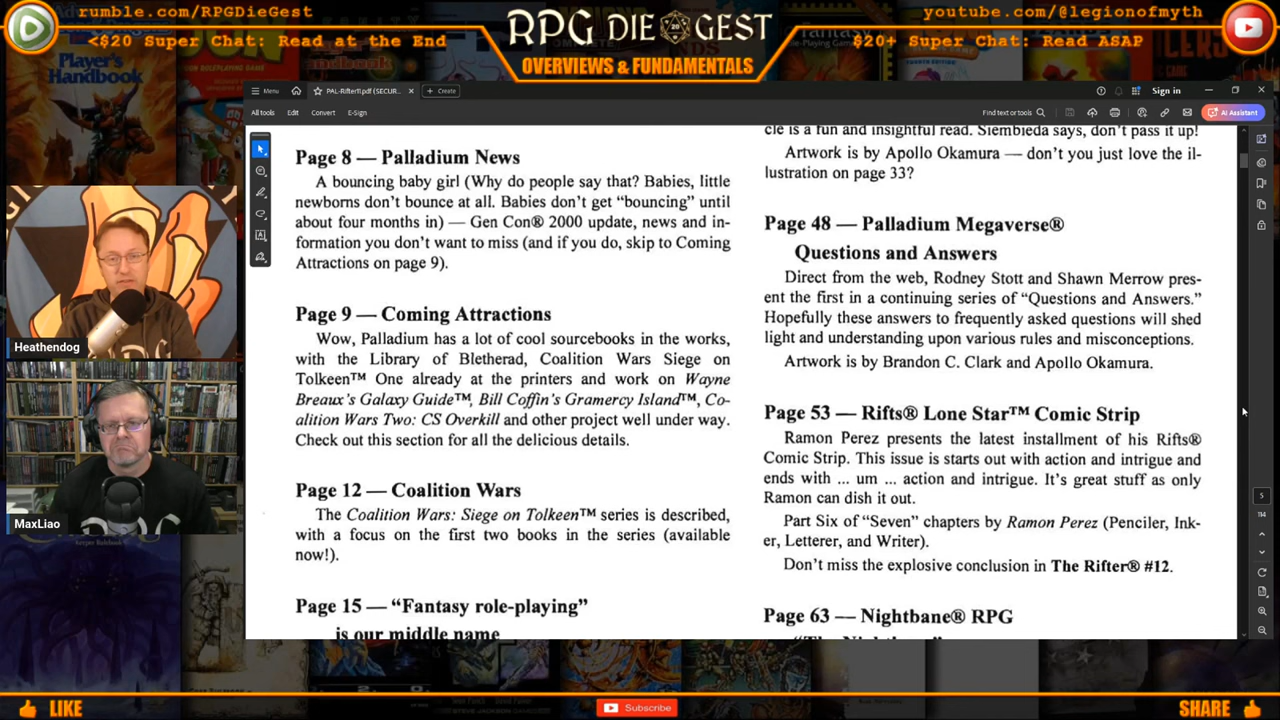 rumble.com/RPGDieGest
<$20 Super Chat: Read at the End
RPG DIE GEST
OVERVIEWS & FUNDAMENTALS
youtube.com/@legionofmyth
$20+ Super Chat: Read ASAP
Player's
Handbook
Menu
PAL-Rifter11.pdf (SECUR...
+ Create
Sign in
All tools
Edit
Convert
E-Sign
Find text or tools
AI Assistant
Page 8 — Palladium News
A bouncing baby girl (Why do people say that? Babies, little
newborns don't bounce at all. Babies don't get "bouncing" until
about four months in) — Gen Con® 2000 update, news and in-
formation you don't want to miss (and if you do, skip to Coming
Attractions on page 9).
Page 9 — Coming Attractions
Wow, Palladium has a lot of cool sourcebooks in the works,
with the Library of Bletherad, Coalition Wars Siege on
Tolkeen™ One already at the printers and work on Wayne
Breaux's Galaxy Guide™, Bill Coffin's Gramercy Island™, Co-
alition Wars Two: CS Overkill and other project well under way.
Check out this section for all the delicious details.
Page 12 — Coalition Wars
The Coalition Wars: Siege on Tolkeen™ series is described,
with a focus on the first two books in the series (available
now!).
Page 15 — "Fantasy role-playing"
is our middle name
cle is a fun and insightful read. Siembieda says, don't pass it up!
Artwork is by Apollo Okamura — don't you just love the il-
lustration on page 33?
Page 48 — Palladium Megaverse®
Questions and Answers
Direct from the web, Rodney Stott and Shawn Merrow pres-
ent the first in a continuing series of "Questions and Answers."
Hopefully these answers to frequently asked questions will shed
light and understanding upon various rules and misconceptions.
Artwork is by Brandon C. Clark and Apollo Okamura.
Page 53 — Rifts® Lone Star™ Comic Strip
Ramon Perez presents the latest installment of his Rifts®
Comic Strip. This issue is starts out with action and intrigue and
ends with ... um ... action and intrigue. It's great stuff as only
Ramon can dish it out.
Part Six of "Seven" chapters by Ramon Perez (Penciler, Ink-
er, Letterer, and Writer).
Don't miss the explosive conclusion in The Rifter® #12.
Page 63 — Nightbane® RPG
5
114
Heathendog
MaxLiao
LIKE
Subscribe
SHARE